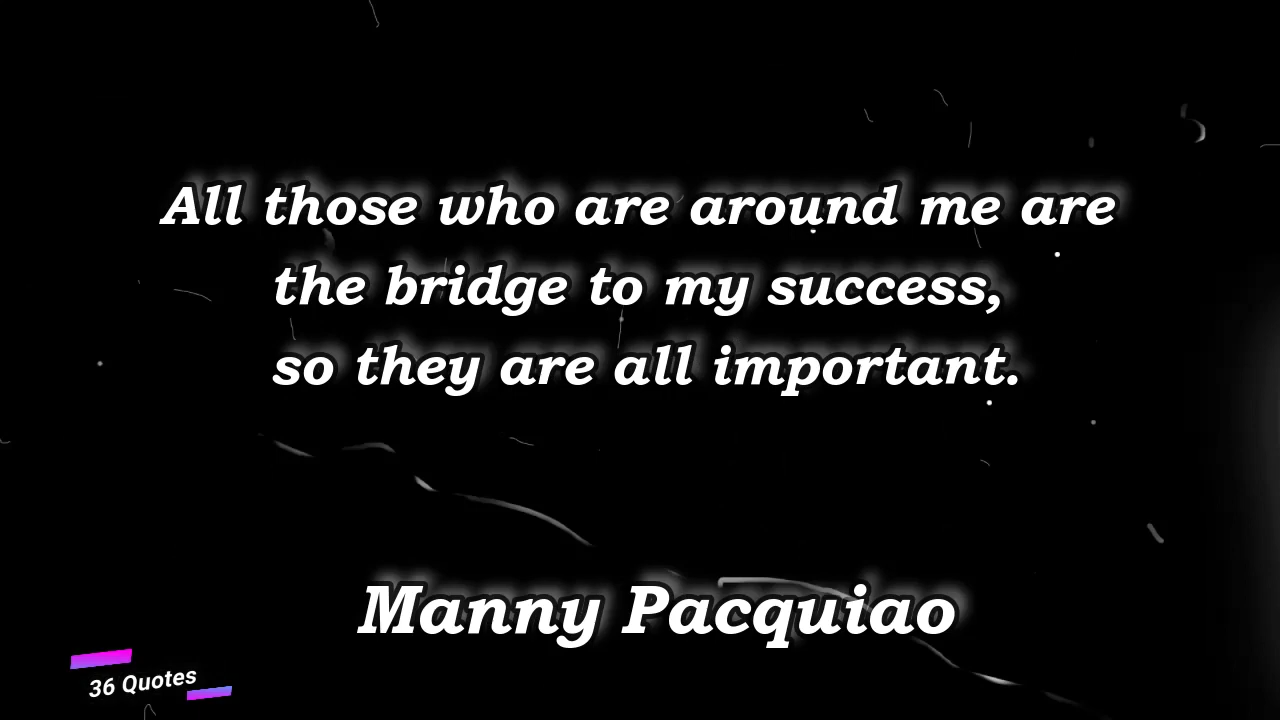 All those who are around me are
the bridge to my success,
so they are all important.
Manny Pacquiao
36 Quotes